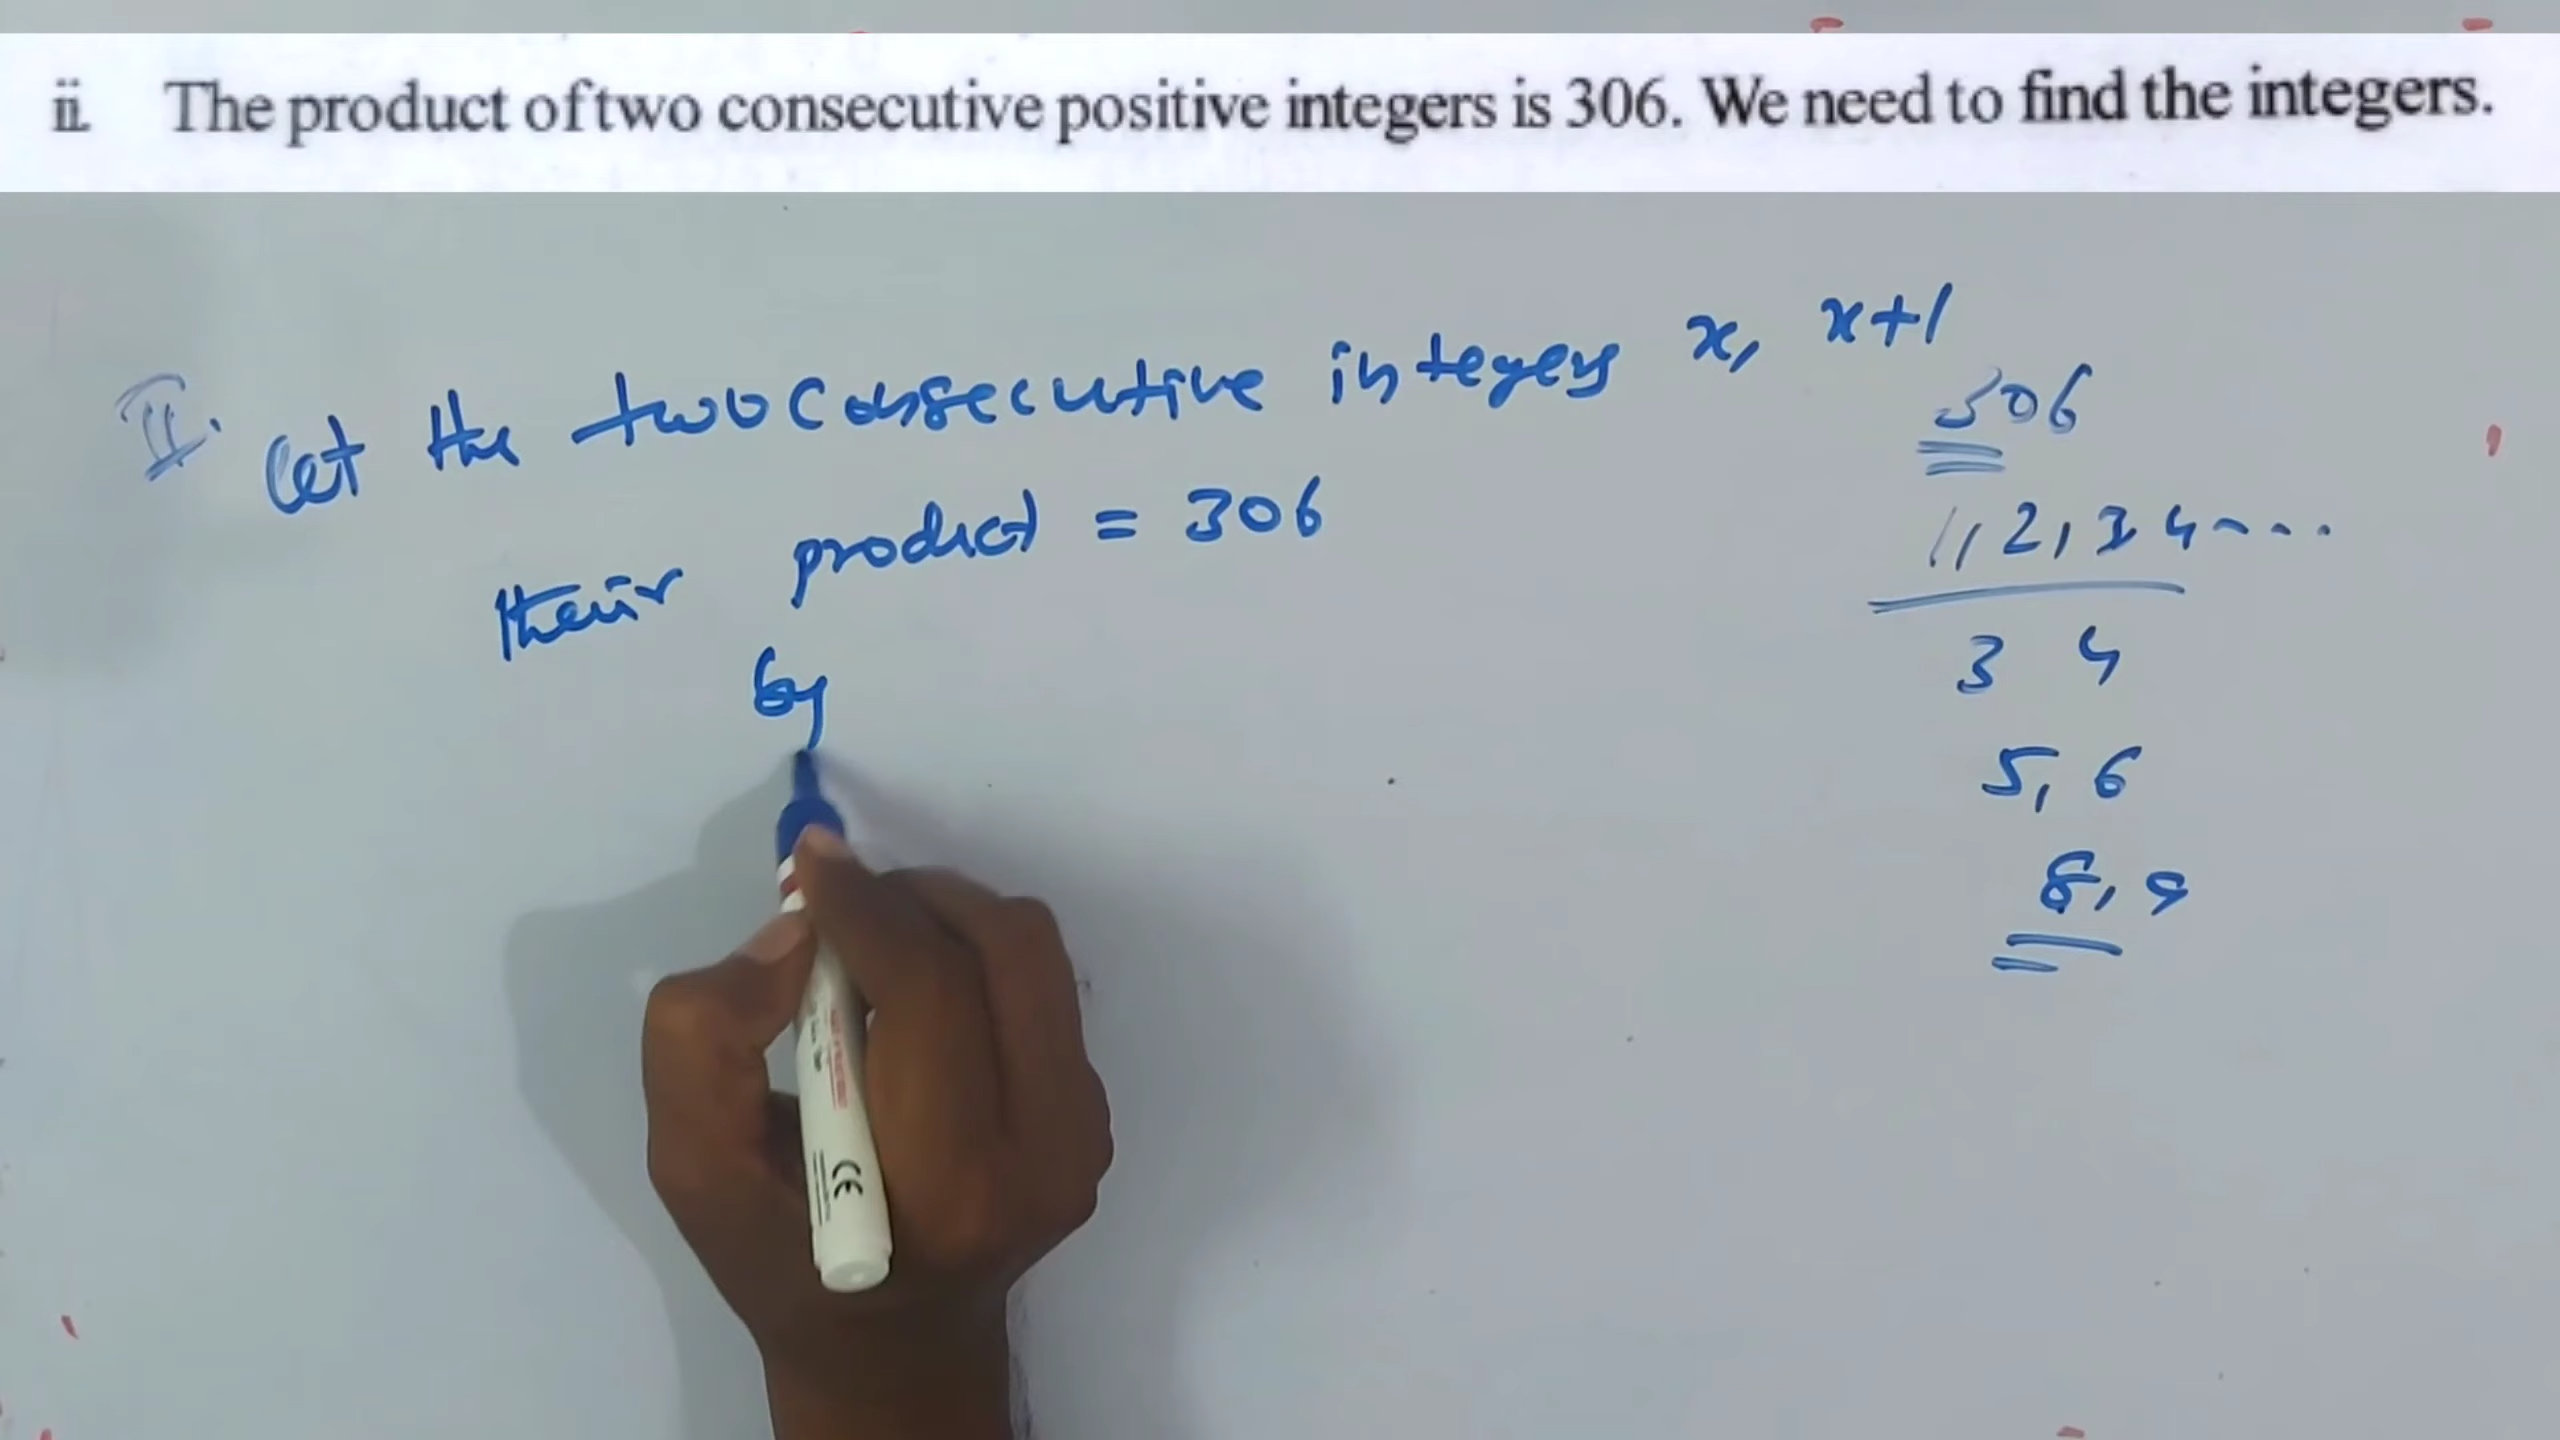 ii. The product of two consecutive positive integers is 306. We need to find the integers.
II. Let the two consecutive integers x, x+1
their product = 306
by
306
1, 2, 3 4 ...
3 4
5, 6
8, 9
CE